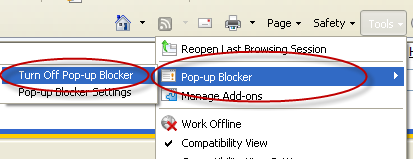 Page Safety Tools
Reopen Last Browsing Session
Turn Off Pop-up Blocker
Pop-up Blocker
Pop-up Blocker Settings
Manage Add-ons
Work Offline
Compatibility View